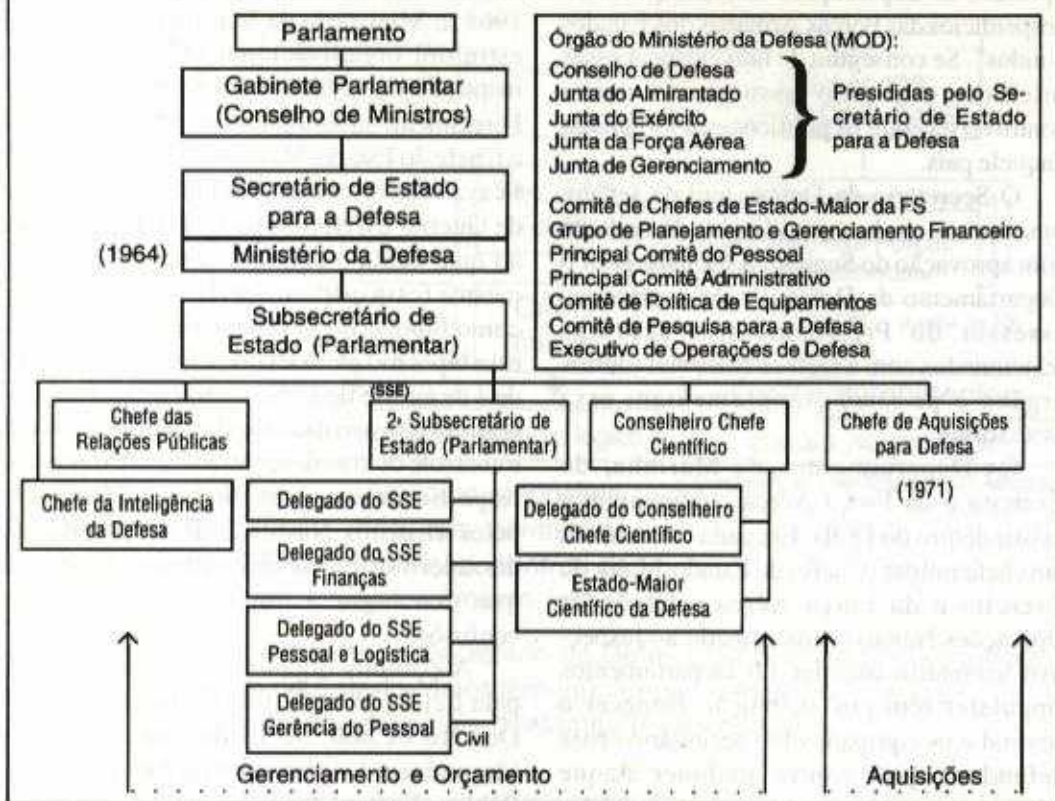 Parlamento
Gabinete Parlamentar
(Conselho de Ministros)
Secretário de Estado
para a Defesa
(1964)
Ministério da Defesa
Subsecretário de
Estado (Parlamentar)
Órgão do Ministério da Defesa (MOD):
Conselho de Defesa
Junta do Almirantado
Junta do Exército
Junta da Força Aérea
Junta de Gerenciamento
Presididas pelo Se-
cretário de Estado
para a Defesa
Comitê de Chefes de Estado-Maior da FS
Grupo de Planejamento e Gerenciamento Financeiro
Principal Comitê do Pessoal
Principal Comitê Administrativo
Comitê de Política de Equipamentos
Comitê de Pesquisa para a Defesa
Executivo de Operações de Defesa
Chefe das
Relações Públicas
(SSE)
2º Subsecretário de
Estado (Parlamentar)
Conselheiro Chefe
Científico
Chefe de Aquisições
para Defesa
(1971)
Chefe da Inteligência
da Defesa
Delegado do SSE
Delegado do SSE
Finanças
Delegado do SSE
Pessoal e Logística
Delegado do SSE
Gerência do Pessoal
Civil
Delegado do Conselheiro
Chefe Científico
Estado-Maior
Científico da Defesa
Gerenciamento e Orçamento
Aquisições